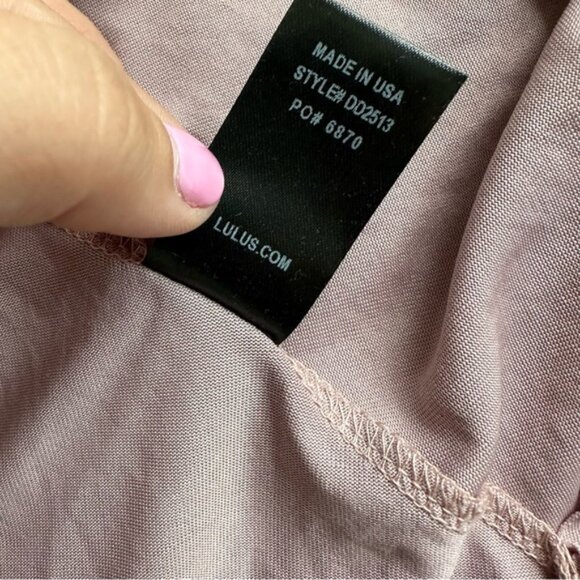 MADE IN USA
STYLE# DD2513
PO# 6870
LULUS.COM